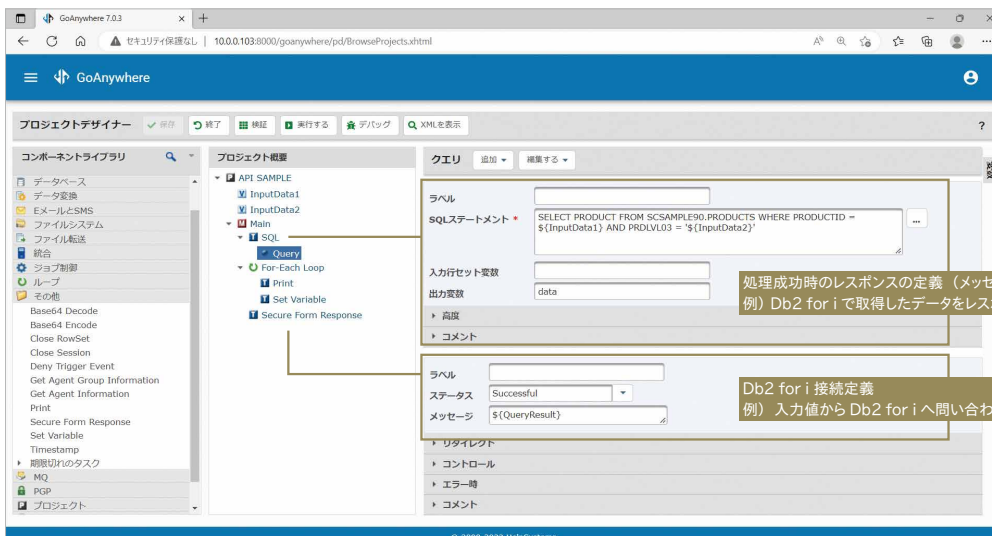 GoAnywhere 7.0.3
セキュリティ保護なし | 10.0.0.103:8000/goanywhere/pd/BrowseProjects.xhtml
GoAnywhere
プロジェクトデザイナー 保存 終了 検証 実行する デバッグ XMLを表示 ?
コンポーネントライブラリ
データベース
データ変換
EメールとSMS
ファイルシステム
ファイル転送
統合
ジョブ制御
ループ
その他
Base64 Decode
Base64 Encode
Close RowSet
Close Session
Deny Trigger Event
Get Agent Group Information
Get Agent Information
Print
Secure Form Response
Set Variable
Timestamp
期限切れのタスク
MQ
PGP
プロジェクト
プロジェクト概要
API SAMPLE
InputData1
InputData2
Main
SQL
Query
For-Each Loop
Print
Set Variable
Secure Form Response
クエリ 追加 編集する
変数
ラベル
SQLステートメント * SELECT PRODUCT FROM SCSAMPLE90.PRODUCTS WHERE PRODUCTID =
${InputData1} AND PRDLVL03 = '${InputData2}'
...
入力行セット変数
出力変数 data
高度
コメント
処理成功時のレスポンスの定義（メッセ
例）Db2 for i で取得したデータをレスポ
ラベル
ステータス Successful
メッセージ ${QueryResult}
Db2 for i 接続定義
例） 入力値から Db2 for i へ問い合わ
リダイレクト
コントロール
エラー時
コメント